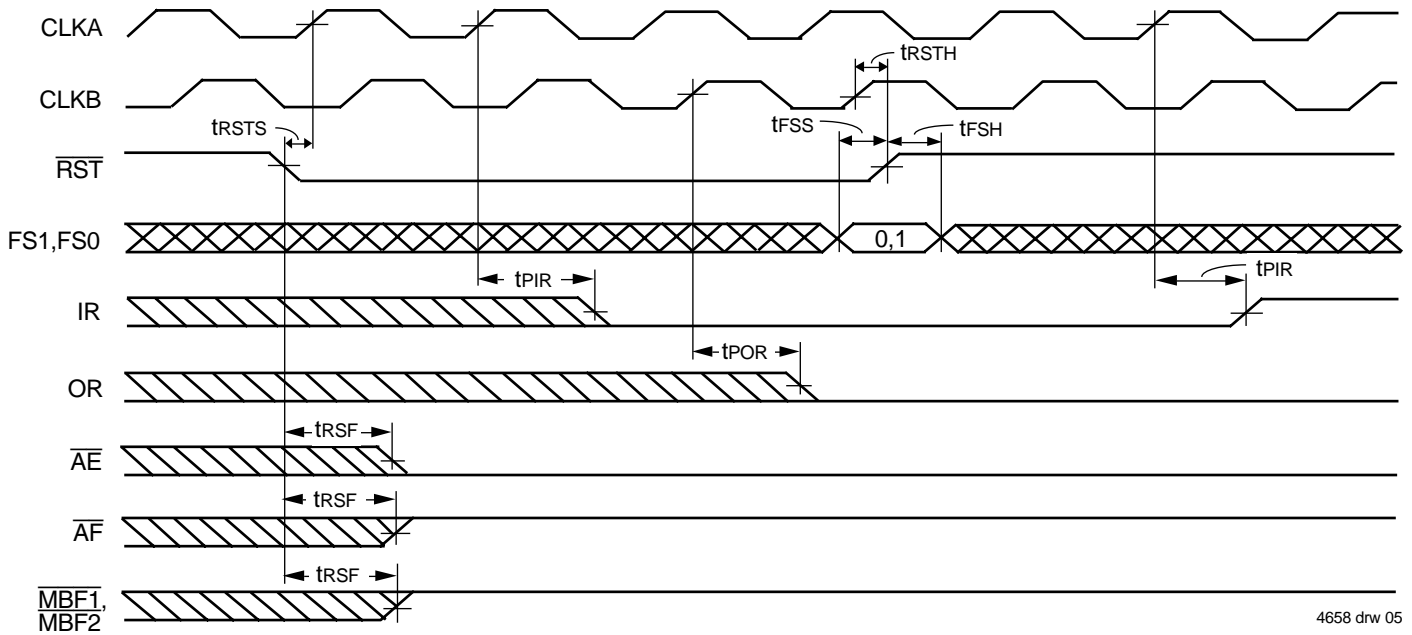 CLKA
tRSTH
CLKB
tRSTS
tFSS
tFSH
RST
FS1,FS0
0,1
tPIR
tPIR
IR
tPOR
OR
tRSF
AE
tRSF
AF
tRSF
MBF1,
MBF2
4658 drw 05